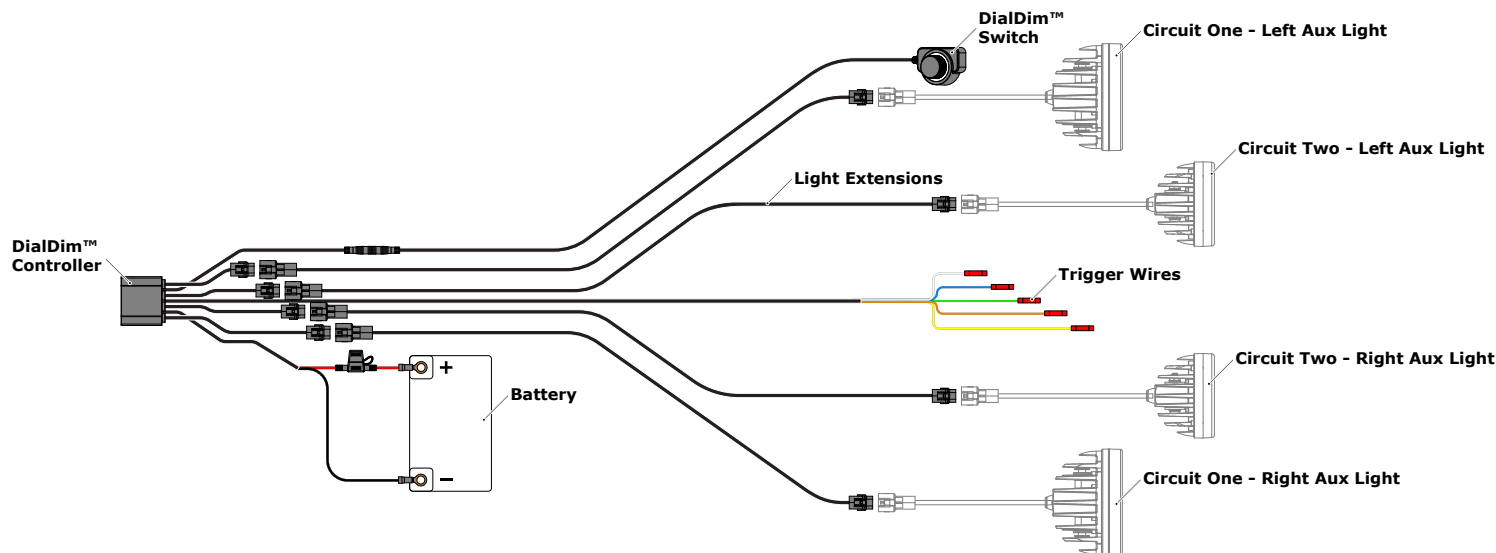 DialDim™
Switch
Circuit One - Left Aux Light
Circuit Two - Left Aux Light
Light Extensions
DialDim™
Controller
Trigger Wires
+
Battery
−
Circuit Two - Right Aux Light
Circuit One - Right Aux Light